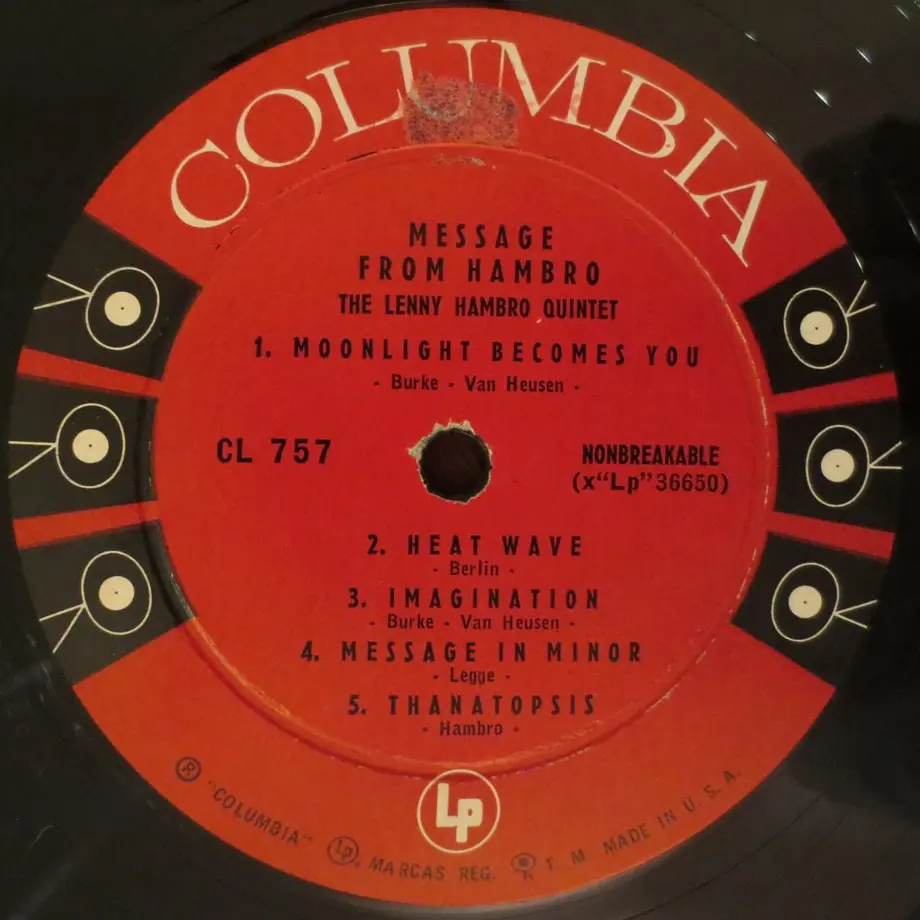 COLUMBIA
MESSAGE
FROM HAMBRO
THE LENNY HAMBRO QUINTET
1. MOONLIGHT BECOMES YOU
- Burke - Van Heusen -
CL 757
NONBREAKABLE
(x"Lp"36650)
2. HEAT WAVE
- Berlin -
3. IMAGINATION
- Burke - Van Heusen -
4. MESSAGE IN MINOR
- Legge -
5. THANATOPSIS
- Hambro -
Lp
® "COLUMBIA" Lp. MARCAS REG. T. M. MADE IN U. S. A.